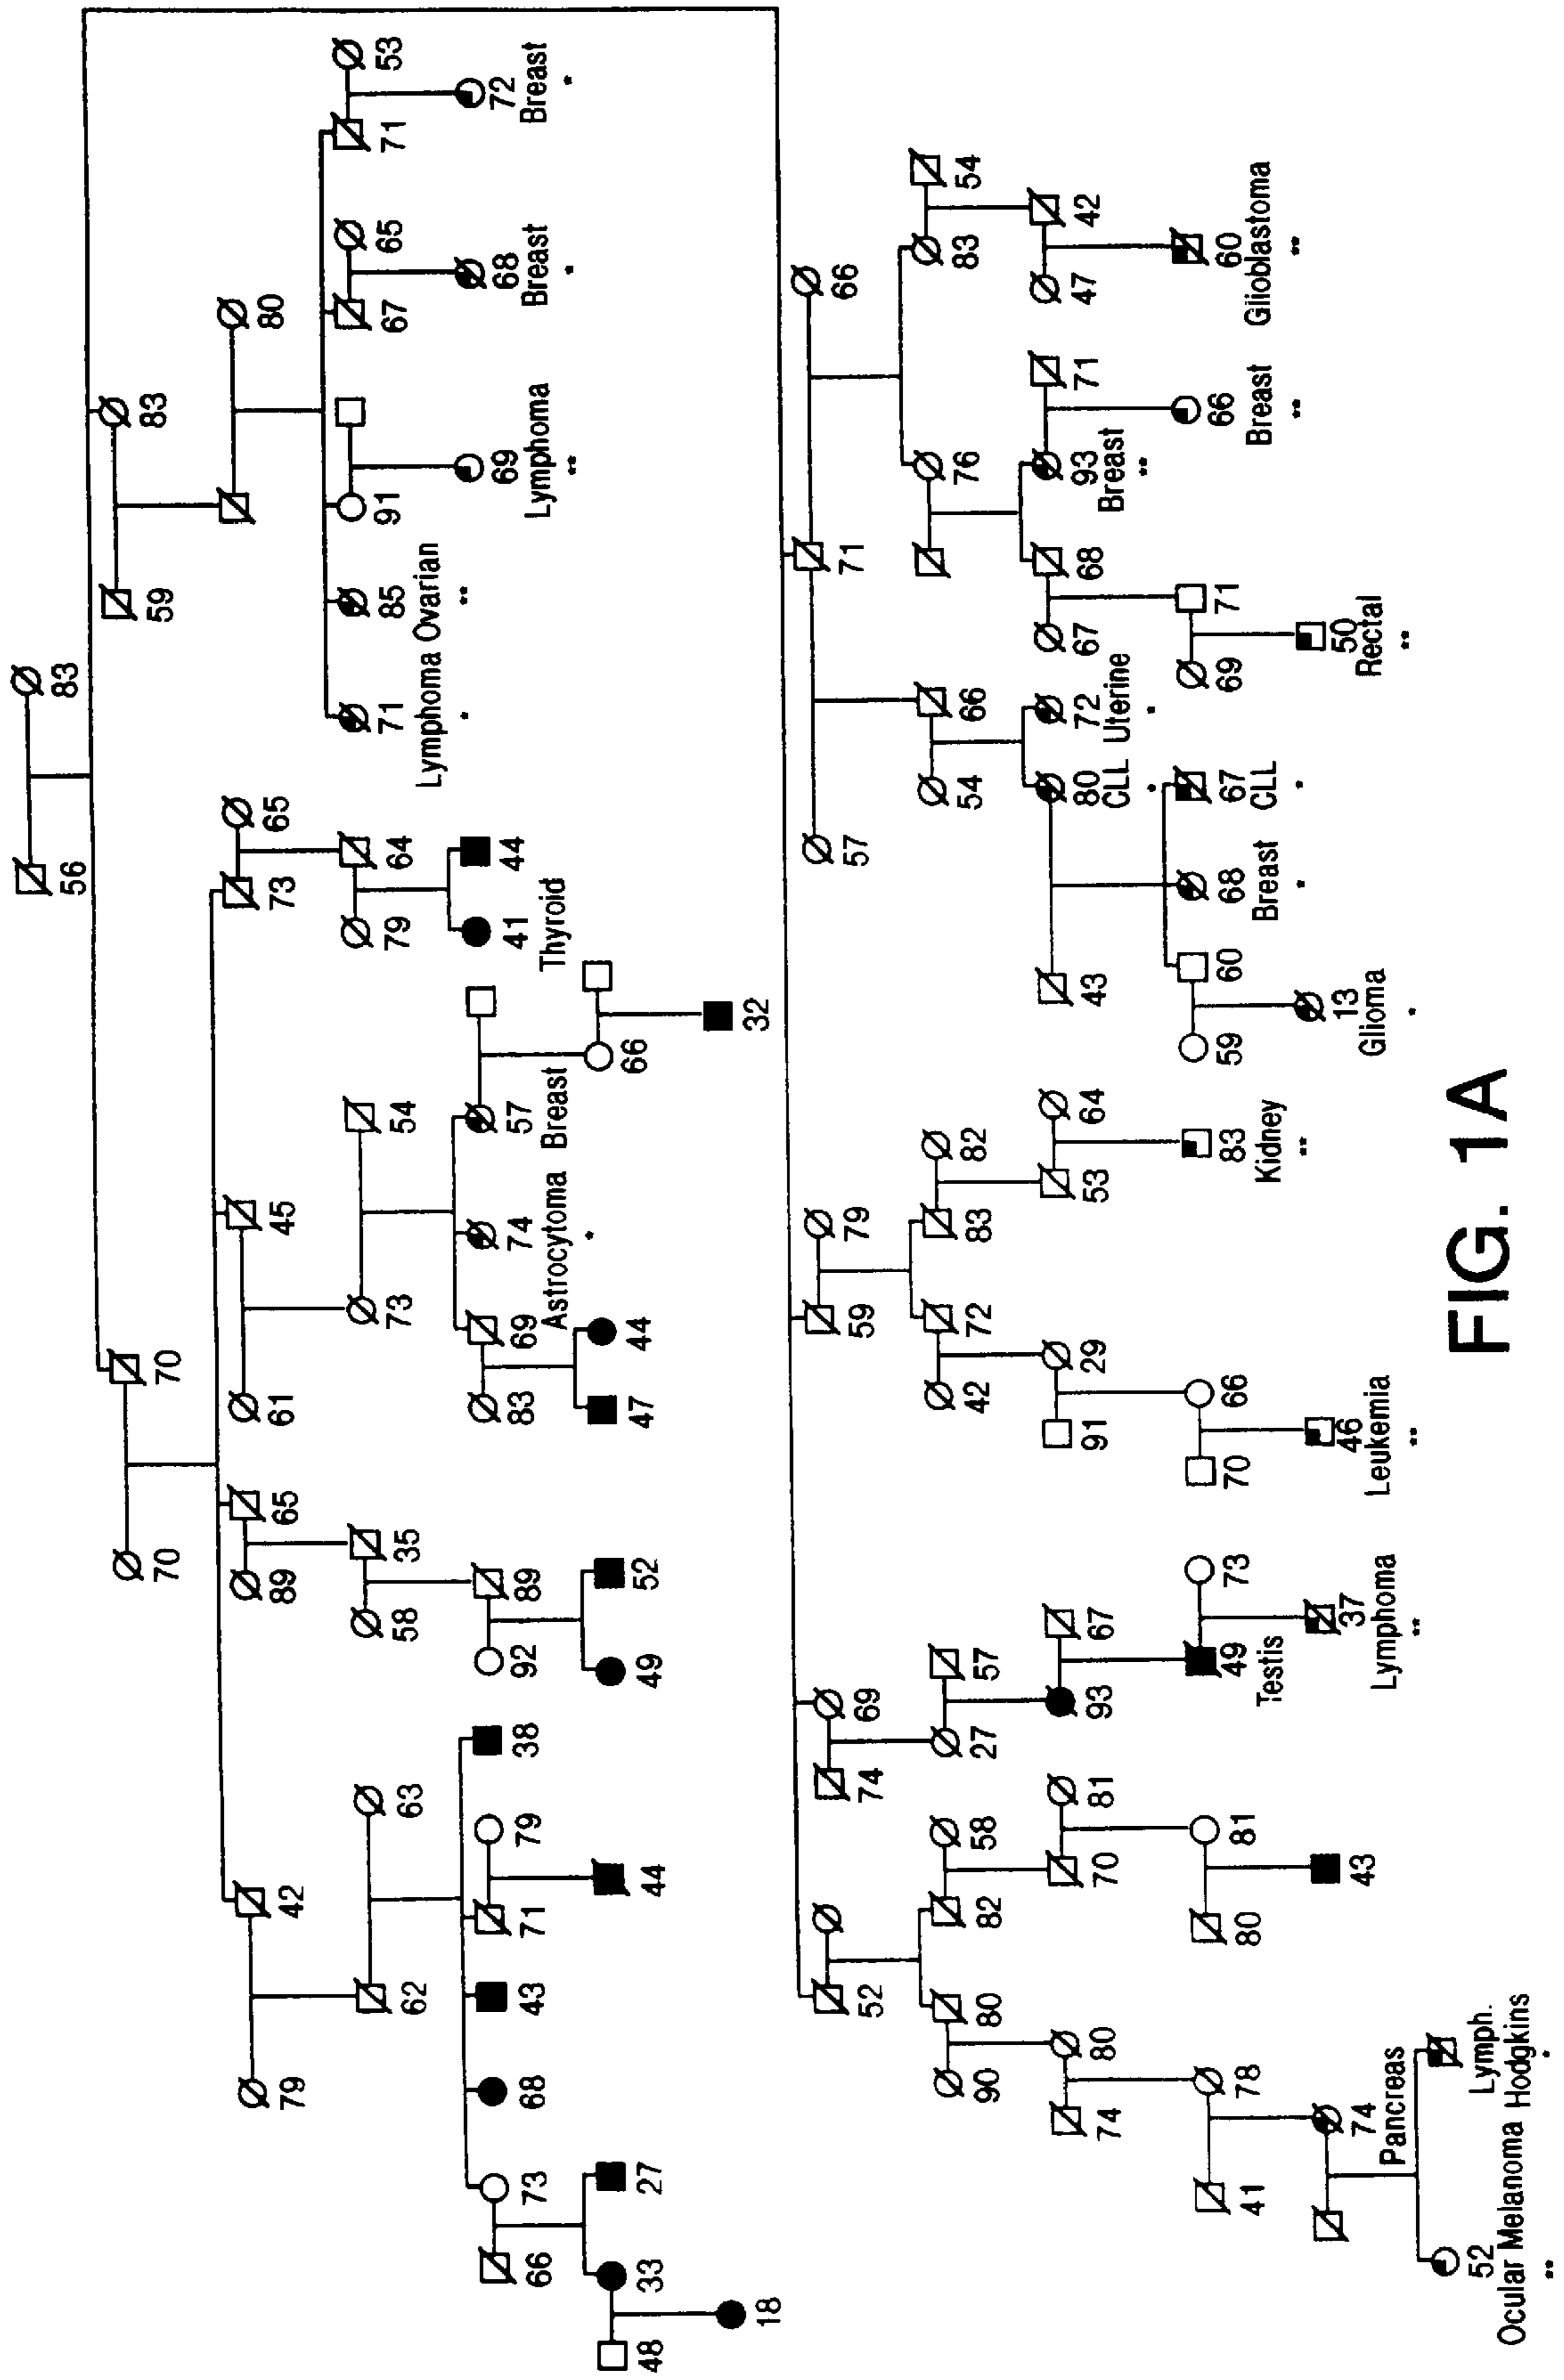 56 83
70 70 59 83
79 42 89 65 61 45 73 65 80
62 63 58 35 73 54 79 64 71 85 91 67 65 71 53
Lymphoma Ovarian
* **
66 73 68 43 71 79 38 92 89 83 69 74 57 41 44 69 68 72
Astrocytoma Breast Thyroid Lymphoma Breast Breast
* ** * *
48 33 27 44 49 52 47 44 66
18 32
52 74 69 59 79 57 71 66
90 80 82 58 27 57 42 72 83 82 54 66 76 83 54
74 80 70 81 93 67 91 29 53 64 43 80 72 67 68 93 71 47 42
CLL Uterine Breast
* * **
41 78 80 81 49 73 70 66 83 59 60 68 67 69 71 66 60
Testis Kidney Breast CLL Breast Glioblastoma
** * * ** **
74 43 37 46 13 50
Pancreas Lymphoma Leukemia Glioma Rectal
** ** * **
52 Lymph.
Ocular Melanoma Hodgkins
** *
FIG. 1A